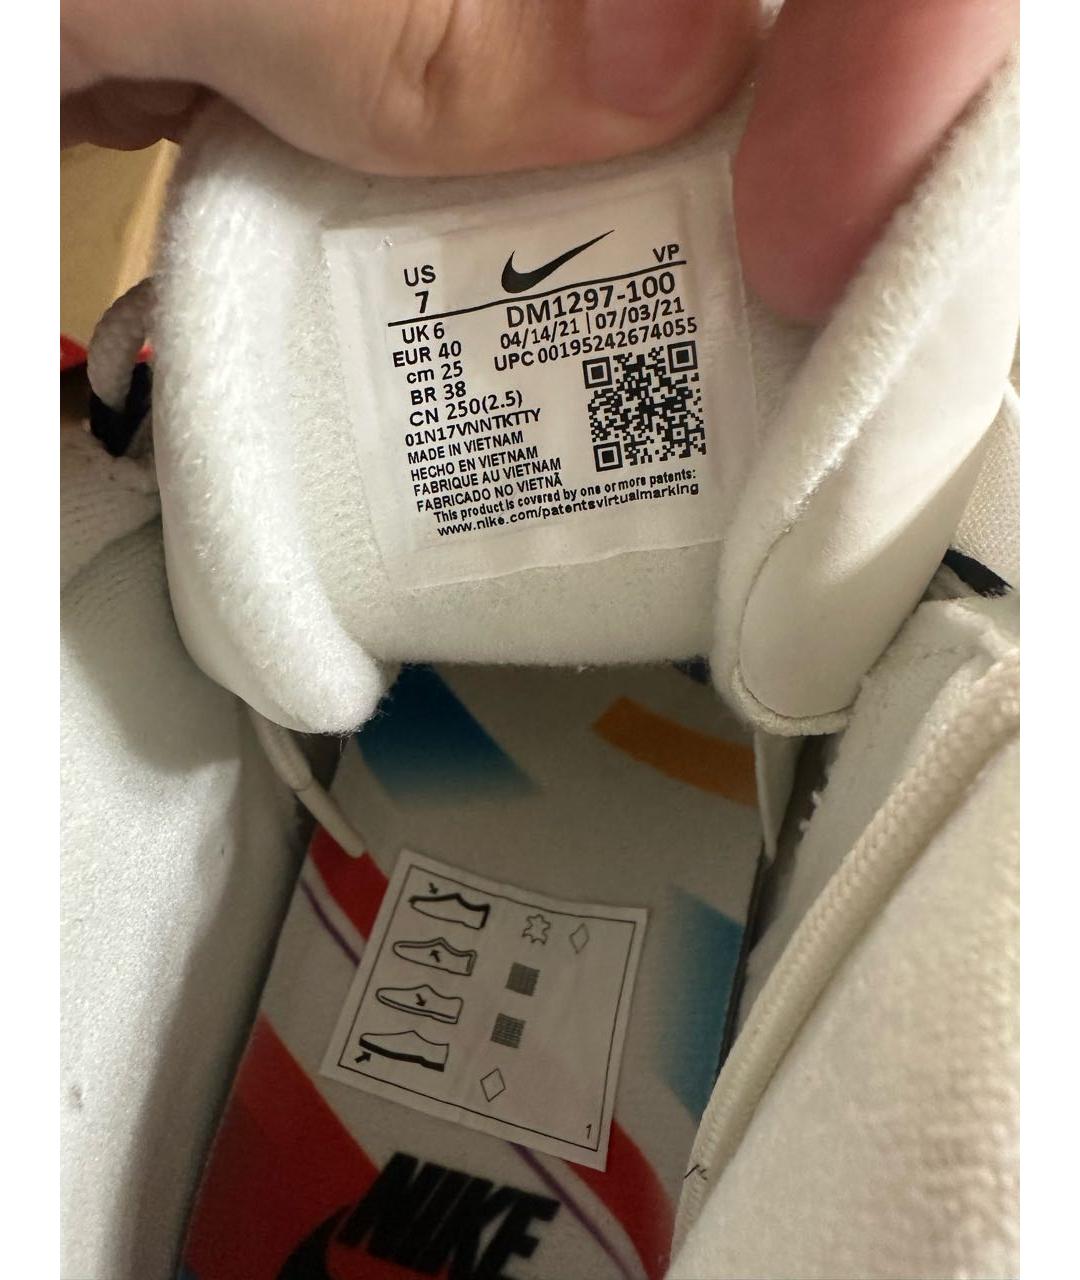 US
7
VP
DM1297-100
04/14/21 | 07/03/21
UPC 00195242674055
UK 6
EUR 40
cm 25
BR 38
CN 250(2.5)
01N17VNNTKTTY
MADE IN VIETNAM
HECHO EN VIETNAM
FABRIQUE AU VIETNAM
FABRICADO NO VIETNÃ
This product is covered by one or more patents:
www.nike.com/patentsvirtualmarking
1
NIKE